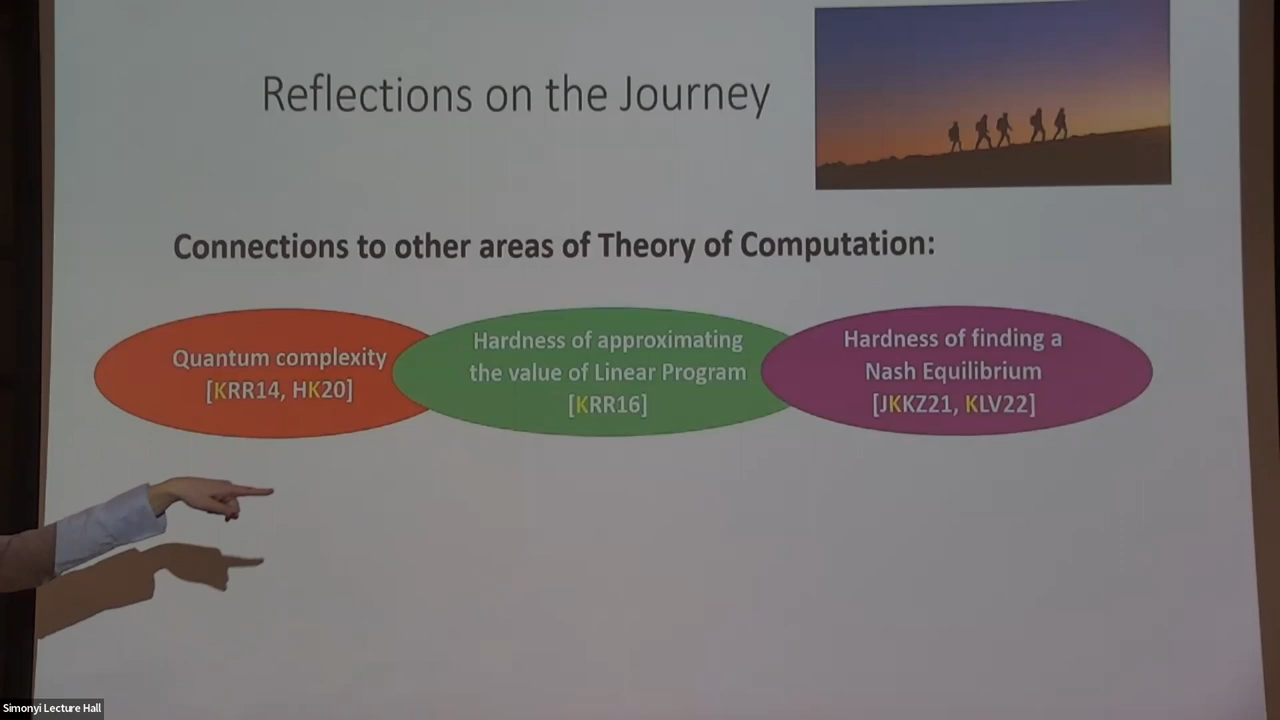 Reflections on the Journey
Connections to other areas of Theory of Computation:
Quantum complexity
[KRR14, HK20]
Hardness of approximating
the value of Linear Program
[KRR16]
Hardness of finding a
Nash Equilibrium
[JKKZ21, KLV22]
Simonyi Lecture Hall